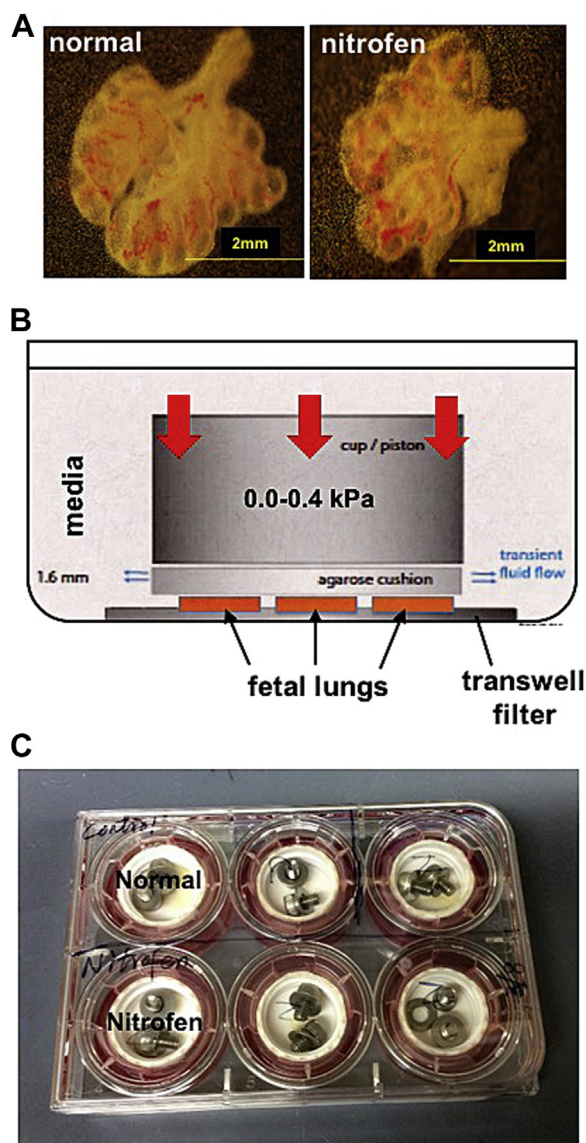 A
normal
nitrofen
2mm
2mm
B
cup / piston
media
0.0-0.4 kPa
1.6 mm
agarose cushion
transient
fluid flow
fetal lungs
transwell
filter
C
Control
Normal
Nitrofen
Nitrofen